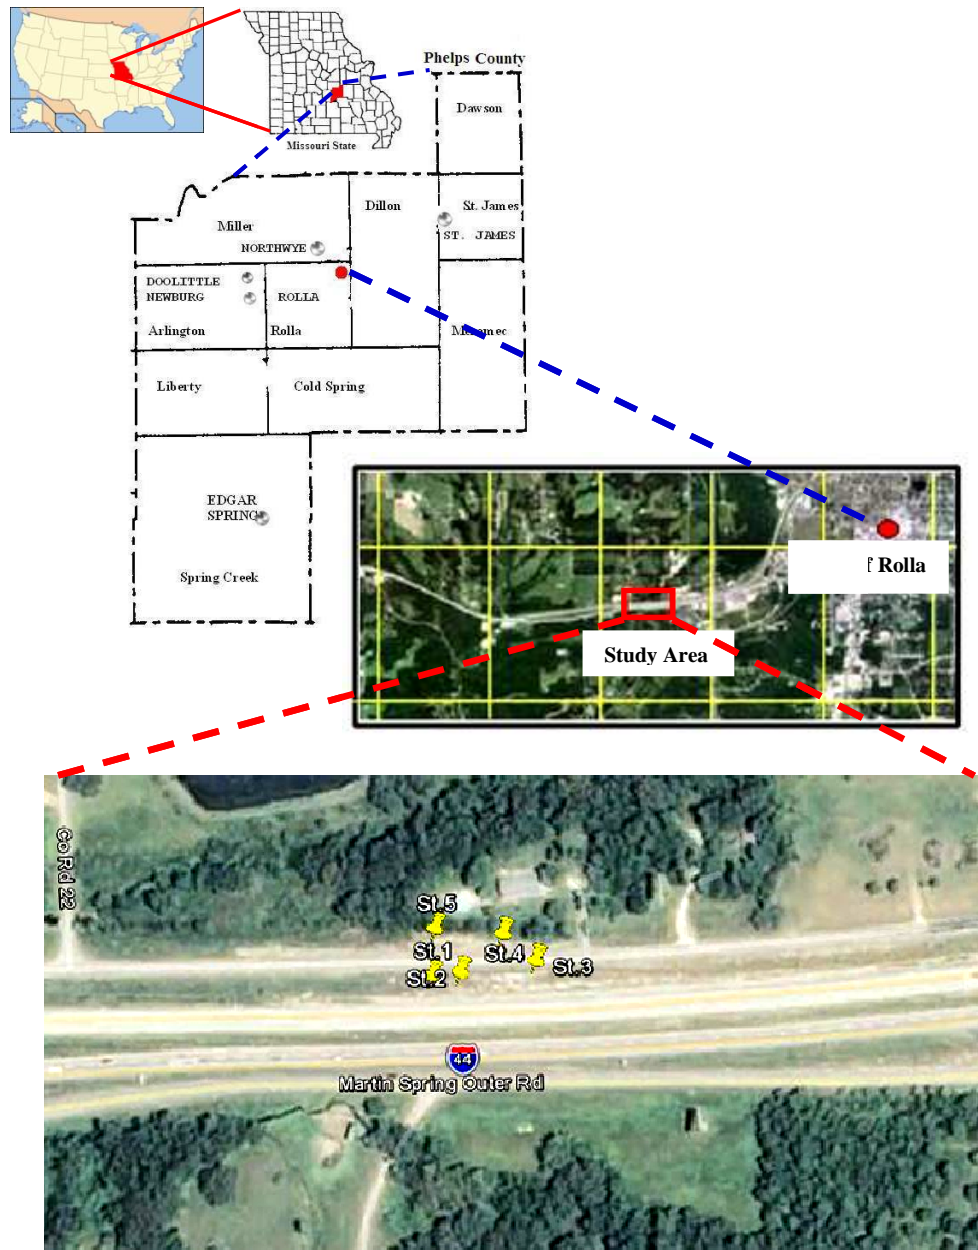 Phelps County
Missouri State
Dawson
Dillon
St. James
ST. JAMES
Miller
NORTHWYE
DOOLITTLE
NEWBURG
ROLLA
Arlington
Rolla
Liberty
Cold Spring
EDGAR
SPRING
Spring Creek
Rolla
Study Area
Co Rd 22
St.5
St.1
St.4
St.2
St.3
44
Martin Spring Outer Rd